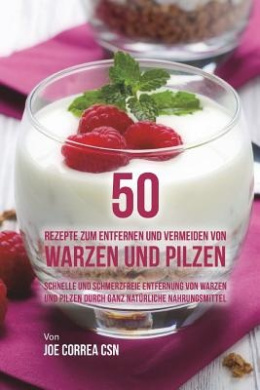 50
REZEPTE ZUM ENTFERNEN UND VERMEIDEN VON
WARZEN UND PILZEN
SCHNELLE UND SCHMERZFREIE ENTFERNUNG VON WARZEN
UND PILZEN DURCH GANZ NATÜRLICHE NAHRUNGSMITTEL
Von
JOE CORREA CSN